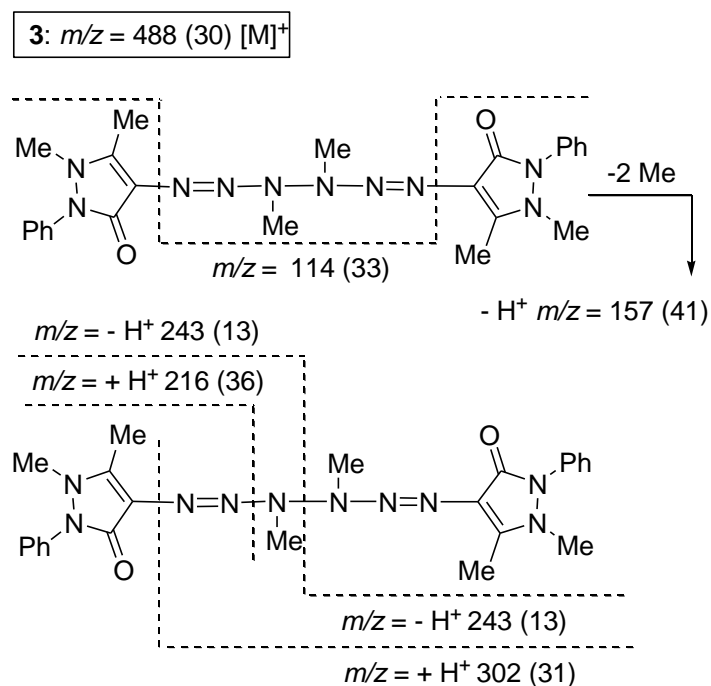 3: m/z = 488 (30) [M]+
Me Me Me O Ph
N N=N N N N=N N
Ph N O Me Me N Me
-2 Me
m/z = 114 (33)
- H+ m/z = 157 (41)
m/z = - H+ 243 (13)
m/z = + H+ 216 (36)
Me Me Me O Ph
N N=N N N N=N N
Ph N O Me Me N Me
m/z = - H+ 243 (13)
m/z = + H+ 302 (31)